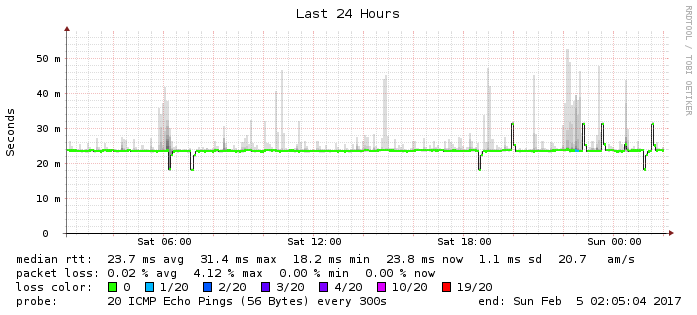 Last 24 Hours
RRDTOOL / TOBI OETIKER
Seconds
50 m
40 m
30 m
20 m
10 m
0
Sat 06:00 Sat 12:00 Sat 18:00 Sun 00:00
median rtt: 23.7 ms avg 31.4 ms max 18.2 ms min 23.8 ms now 1.1 ms sd 20.7 am/s
packet loss: 0.02 % avg 4.12 % max 0.00 % min 0.00 % now
loss color: 0 1/20 2/20 3/20 4/20 10/20 19/20
probe: 20 ICMP Echo Pings (56 Bytes) every 300s end: Sun Feb 5 02:05:04 2017